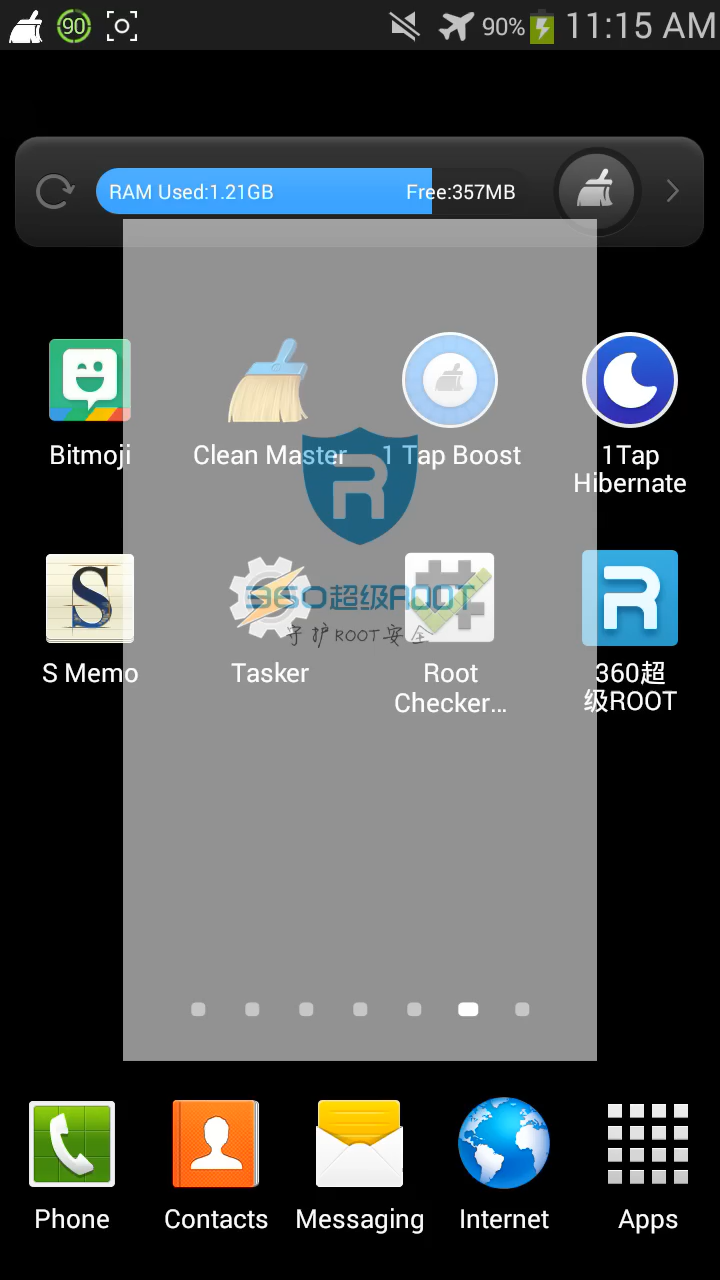 90
90%
11:15 AM
RAM Used:1.21GB
Free:357MB
Bitmoji
Clean Master
1 Tap Boost
1Tap
Hibernate
R
S
360超级ROOT
守护ROOT安全
R
S Memo
Tasker
Root
Checker...
360超
级ROOT
Phone
Contacts
Messaging
Internet
Apps